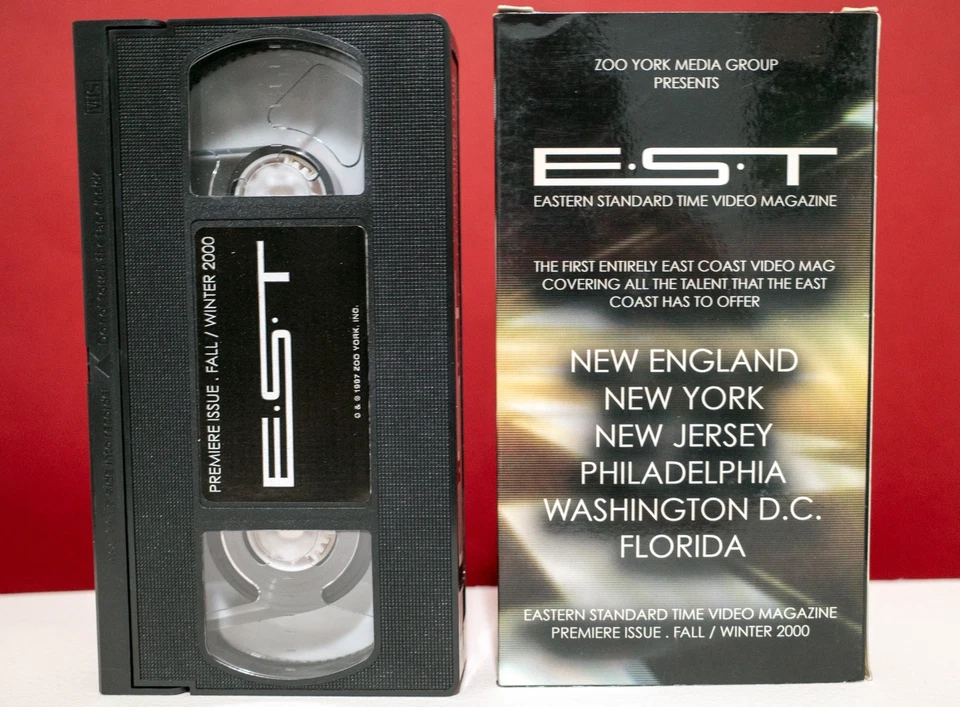 PREMIERE ISSUE . FALL / WINTER 2000
E·S·T
© & ® 1997 ZOO YORK, INC.
VHS
ZOO YORK MEDIA GROUP
PRESENTS
E·S·T
EASTERN STANDARD TIME VIDEO MAGAZINE
THE FIRST ENTIRELY EAST COAST VIDEO MAG
COVERING ALL THE TALENT THAT THE EAST
COAST HAS TO OFFER
NEW ENGLAND
NEW YORK
NEW JERSEY
PHILADELPHIA
WASHINGTON D.C.
FLORIDA
EASTERN STANDARD TIME VIDEO MAGAZINE
PREMIERE ISSUE . FALL / WINTER 2000